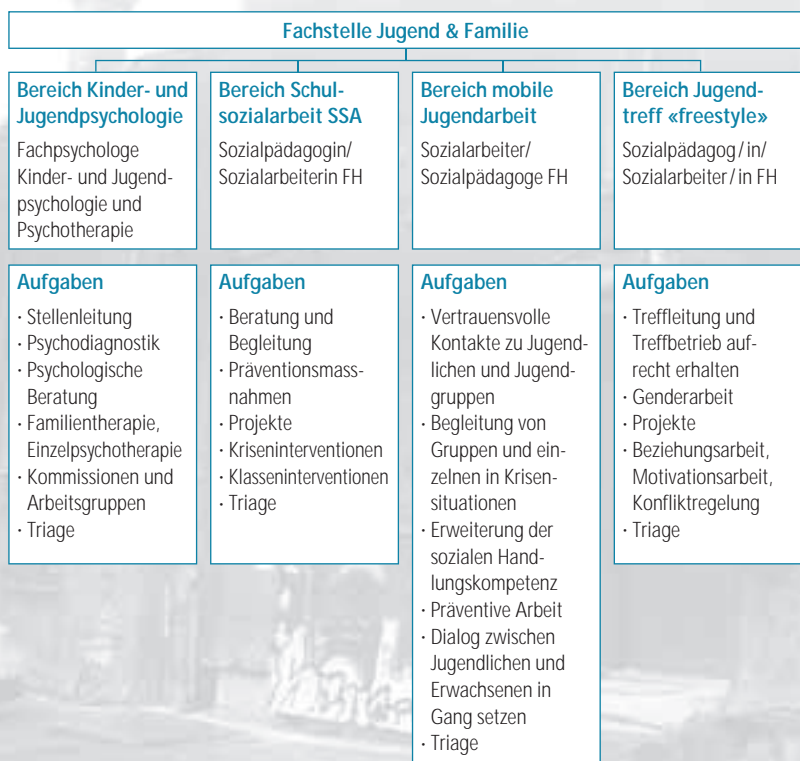 Fachstelle Jugend & Familie
Bereich Kinder- und
Jugendpsychologie
Fachpsychologe
Kinder- und Jugend-
psychologie und
Psychotherapie
Bereich Schul-
sozialarbeit SSA
Sozialpädagogin/
Sozialarbeiterin FH
Bereich mobile
Jugendarbeit
Sozialarbeiter/
Sozialpädagoge FH
Bereich Jugend-
treff «freestyle»
Sozialpädagog/in/
Sozialarbeiter/in FH
Aufgaben
· Stellenleitung
· Psychodiagnostik
· Psychologische
Beratung
· Familientherapie,
Einzelpsychotherapie
· Kommissionen und
Arbeitsgruppen
· Triage
Aufgaben
· Beratung und
Begleitung
· Präventionsmass-
nahmen
· Projekte
· Kriseninterventionen
· Klasseninterventionen
· Triage
Aufgaben
· Vertrauensvolle
Kontakte zu Jugend-
lichen und Jugend-
gruppen
· Begleitung von
Gruppen und ein-
zelnen in Krisen-
situationen
· Erweiterung der
sozialen Hand-
lungskompetenz
· Präventive Arbeit
· Dialog zwischen
Jugendlichen und
Erwachsenen in
Gang setzen
· Triage
Aufgaben
· Treffleitung und
Treffbetrieb auf-
recht erhalten
· Genderarbeit
· Projekte
· Beziehungsarbeit,
Motivationsarbeit,
Konfliktregelung
· Triage